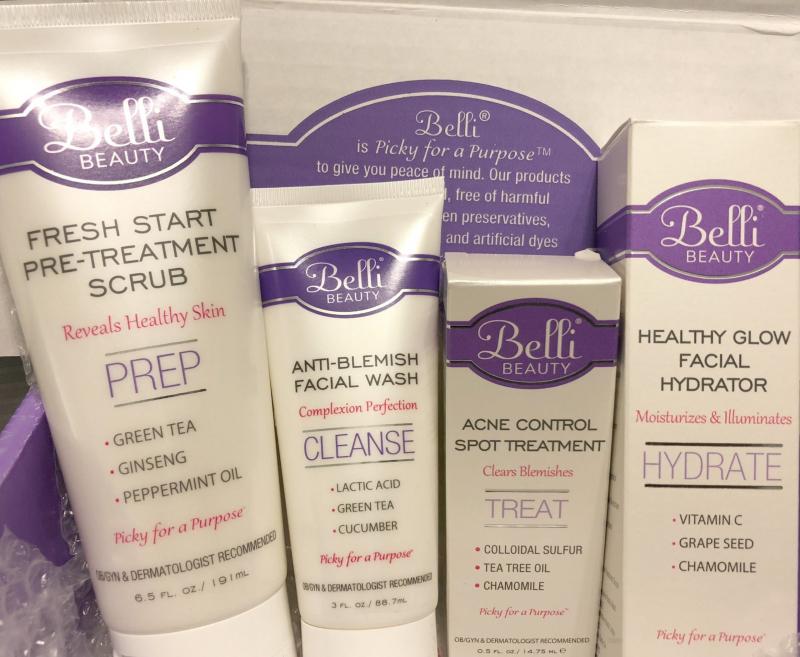 Belli
BEAUTY
FRESH START
PRE-TREATMENT
SCRUB
Reveals Healthy Skin
PREP
• GREEN TEA
• GINSENG
• PEPPERMINT OIL
Picky for a Purpose™
OB/GYN & DERMATOLOGIST RECOMMENDED
6.5 FL. OZ./ 191mL
Belli®
is Picky for a Purpose™
to give you peace of mind. Our products
free of harmful
preservatives,
and artificial dyes
Belli®
BEAUTY
ANTI-BLEMISH
FACIAL WASH
Complexion Perfection
CLEANSE
• LACTIC ACID
• GREEN TEA
• CUCUMBER
Picky for a Purpose™
OB/GYN & DERMATOLOGIST RECOMMENDED
3 FL. OZ./ 88.7mL
Belli®
BEAUTY
ACNE CONTROL
SPOT TREATMENT
Clears Blemishes
TREAT
• COLLOIDAL SULFUR
• TEA TREE OIL
• CHAMOMILE
Picky for a Purpose™
OB/GYN & DERMATOLOGIST RECOMMENDED
0.5 FL. OZ./ 14.75 mL ℮
Belli®
BEAUTY
HEALTHY GLOW
FACIAL
HYDRATOR
Moisturizes & Illuminates
HYDRATE
• VITAMIN C
• GRAPE SEED
• CHAMOMILE
Picky for a Purpose™